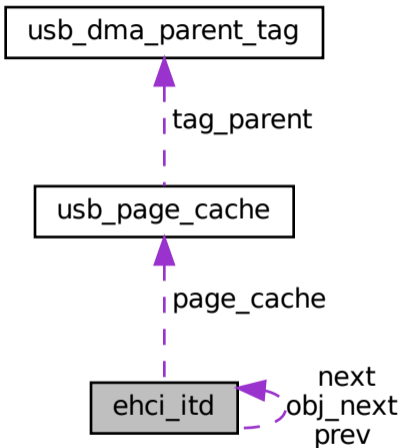 usb_dma_parent_tag
tag_parent
usb_page_cache
page_cache
next
ehci_itd
obj_next
prev